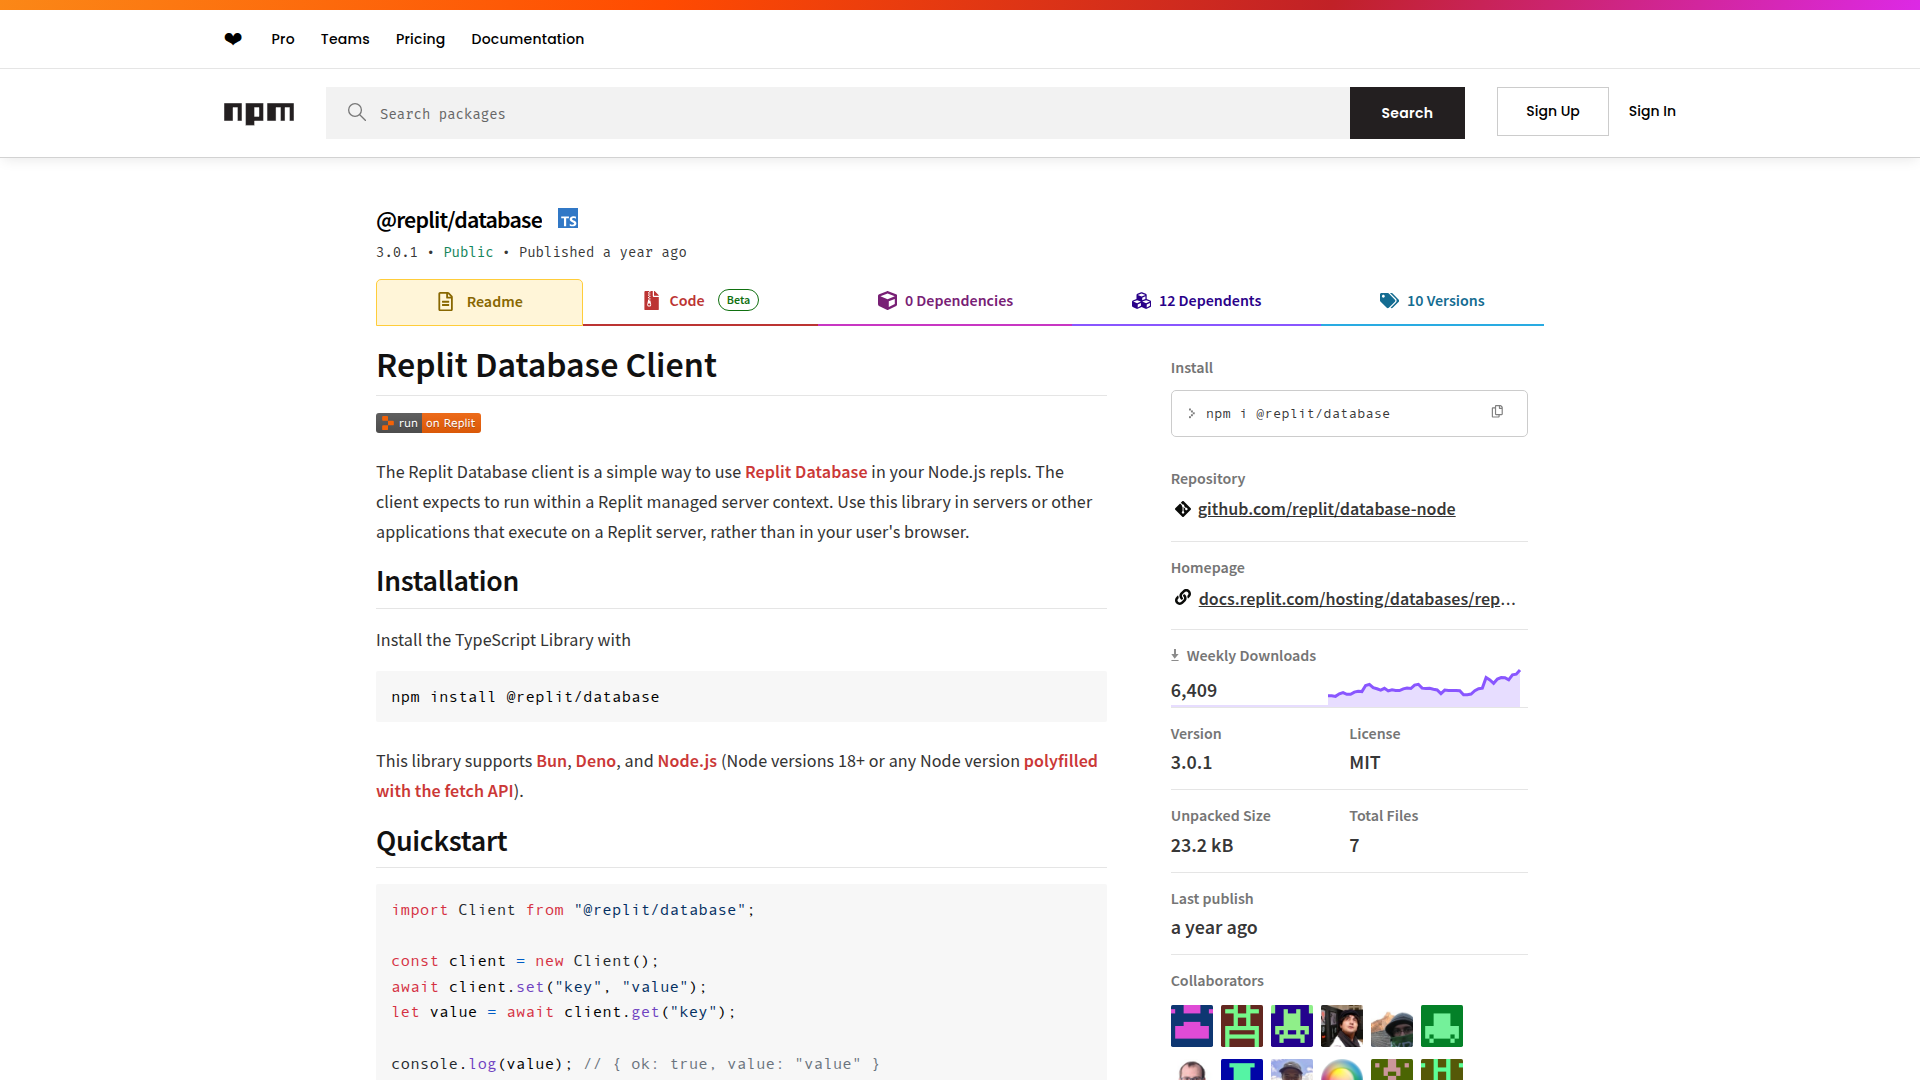 ❤ Pro Teams Pricing Documentation
npm Search packages Search Sign Up Sign In
@replit/database TS
3.0.1 • Public • Published a year ago
Readme Code Beta 0 Dependencies 12 Dependents 10 Versions
Replit Database Client
run on Replit
The Replit Database client is a simple way to use Replit Database in your Node.js repls. The
client expects to run within a Replit managed server context. Use this library in servers or other
applications that execute on a Replit server, rather than in your user's browser.
Installation
Install the TypeScript Library with
npm install @replit/database
This library supports Bun, Deno, and Node.js (Node versions 18+ or any Node version polyfilled
with the fetch API).
Quickstart
import Client from "@replit/database";
const client = new Client();
await client.set("key", "value");
let value = await client.get("key");
console.log(value); // { ok: true, value: "value" }
Install
npm i @replit/database
Repository
github.com/replit/database-node
Homepage
docs.replit.com/hosting/databases/rep...
Weekly Downloads
6,409
Version License
3.0.1 MIT
Unpacked Size Total Files
23.2 kB 7
Last publish
a year ago
Collaborators